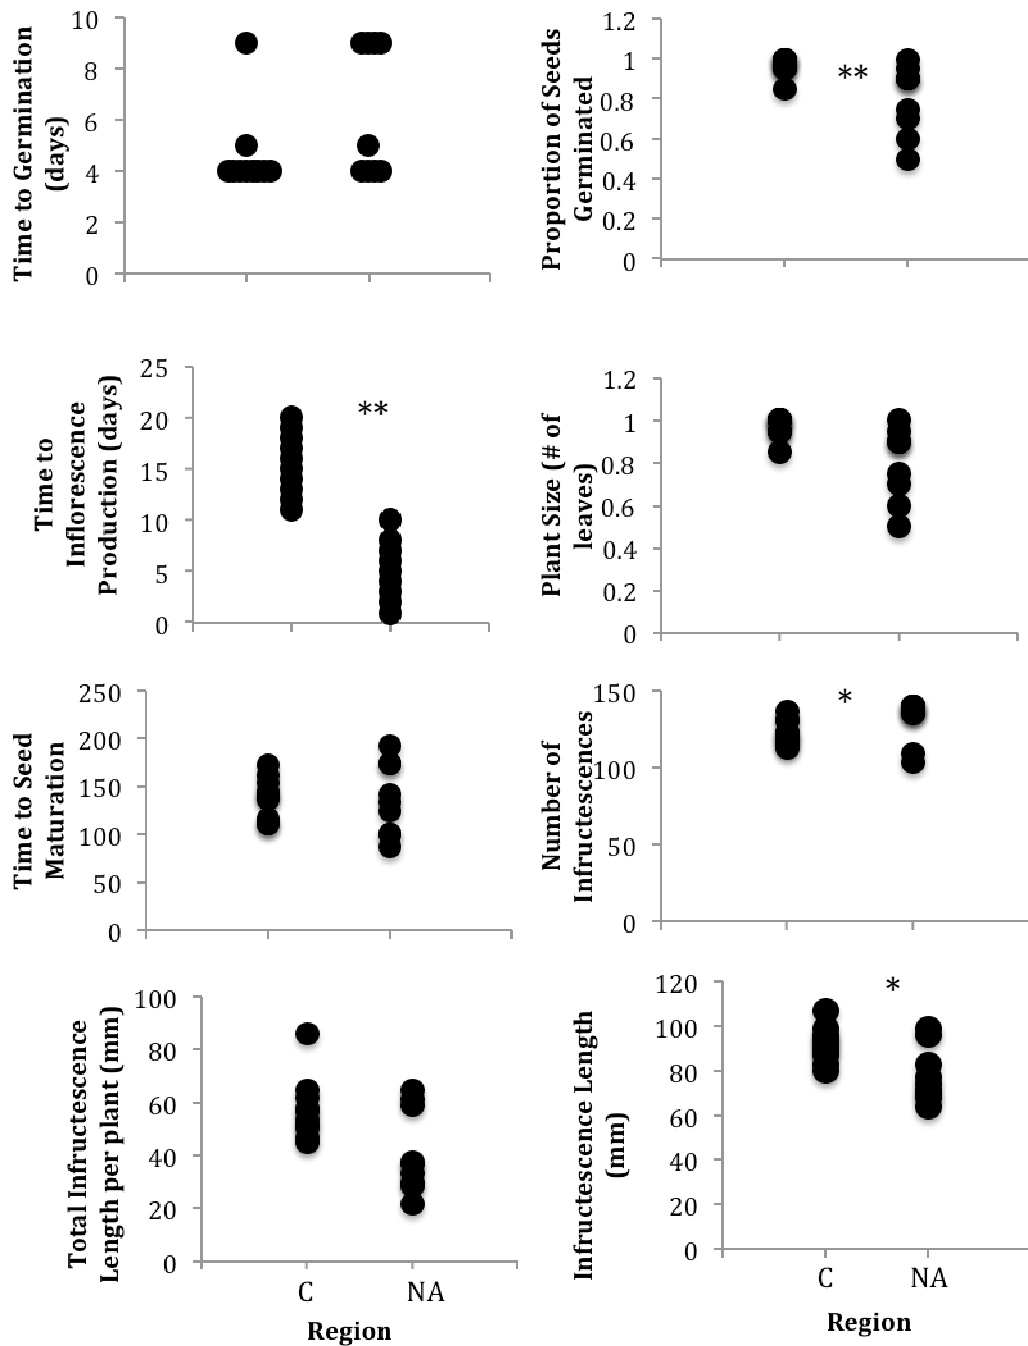 Time to Germination
(days)
10
8
6
4
2
0
Proportion of Seeds
Germinated
1.2
1
0.8
0.6
0.4
0.2
0
**
Time to
Inflorescence
Production (days)
25
20
15
10
5
0
**
Plant Size (# of
leaves)
1.2
1
0.8
0.6
0.4
0.2
0
Time to Seed
Maturation
250
200
150
100
50
0
Number of
Infructescences
150
100
50
0
*
Total Infructescence
Length per plant (mm)
100
80
60
40
20
0
C NA
Region
Infructescence Length
(mm)
120
100
80
60
40
20
0
*
C NA
Region